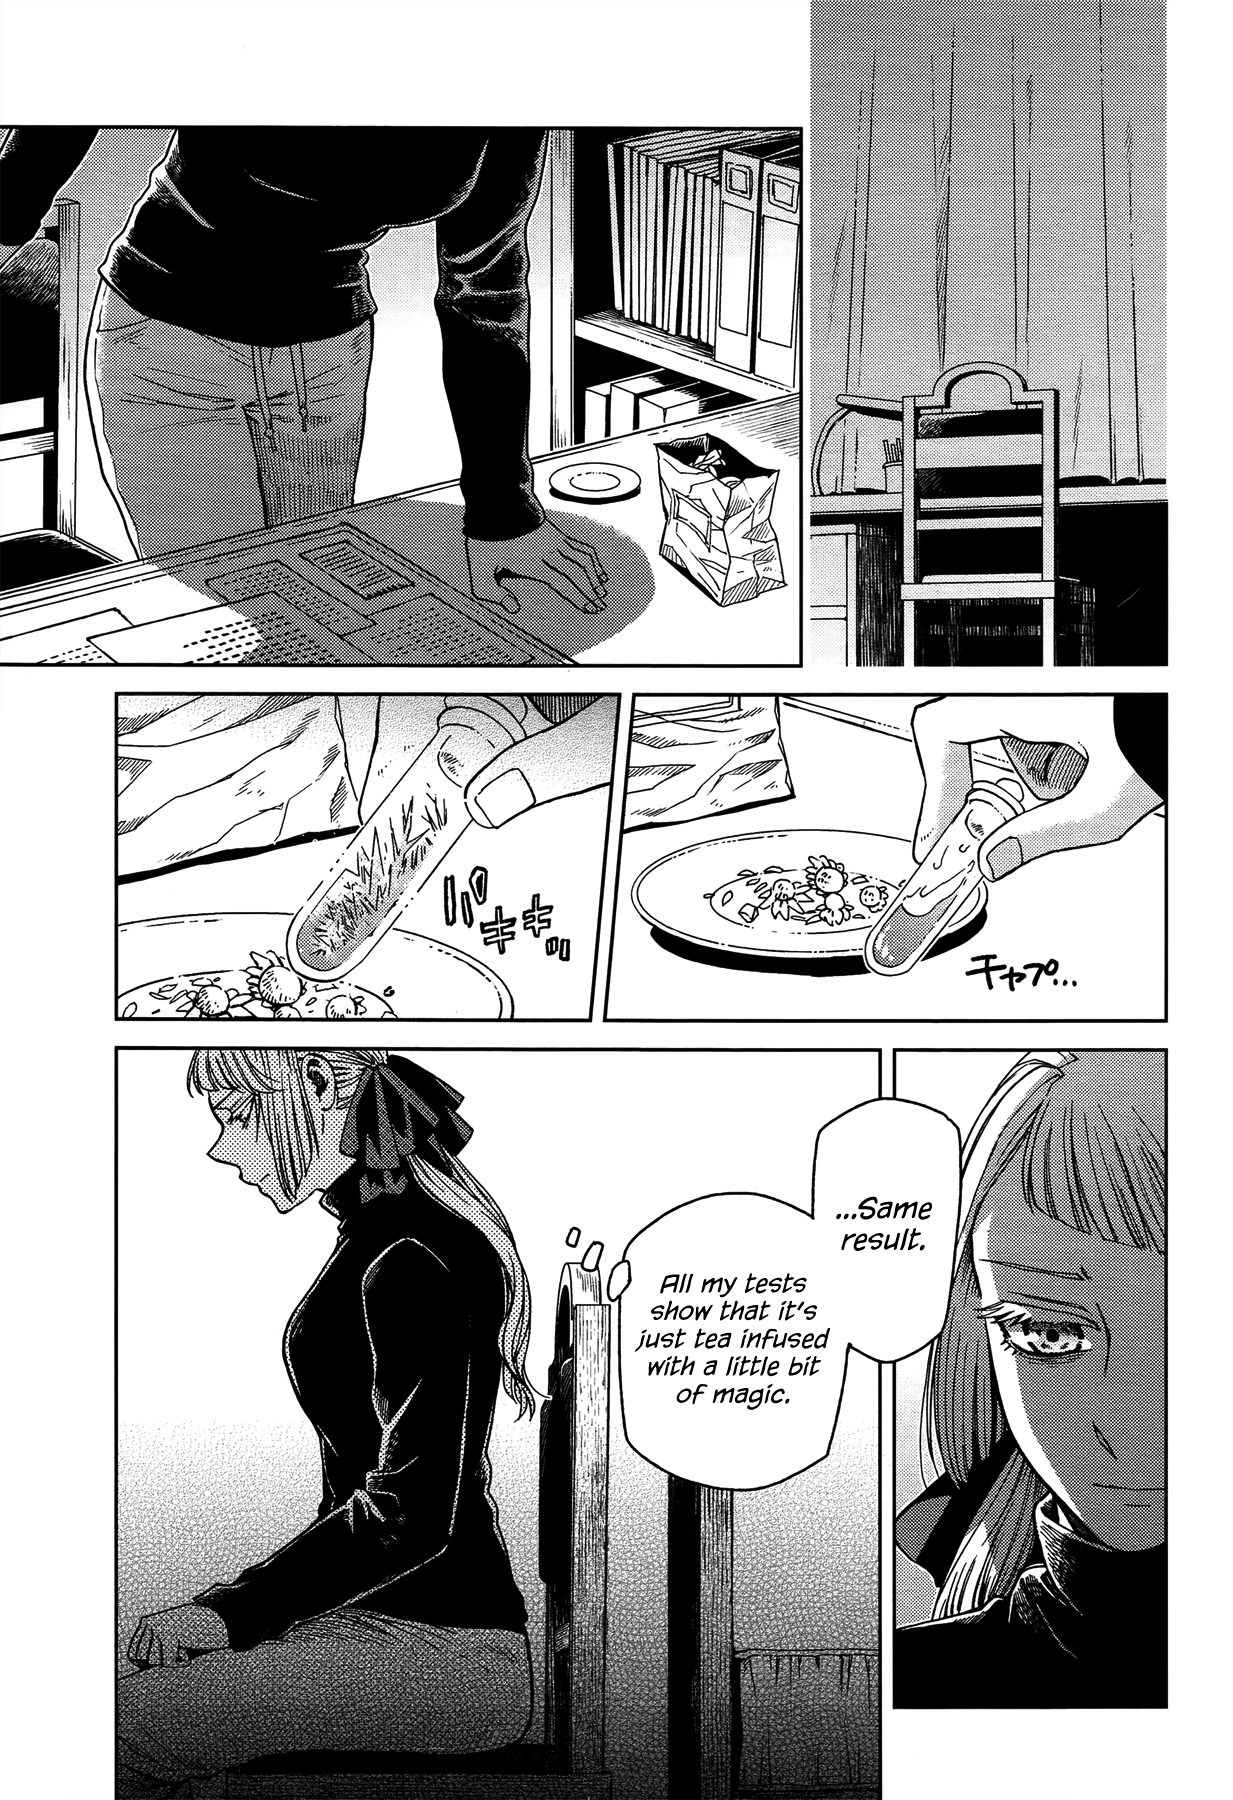 チャプ…
パキキッ
...Same
result.
All my tests
show that it's
just tea infused
with a little bit
of magic.